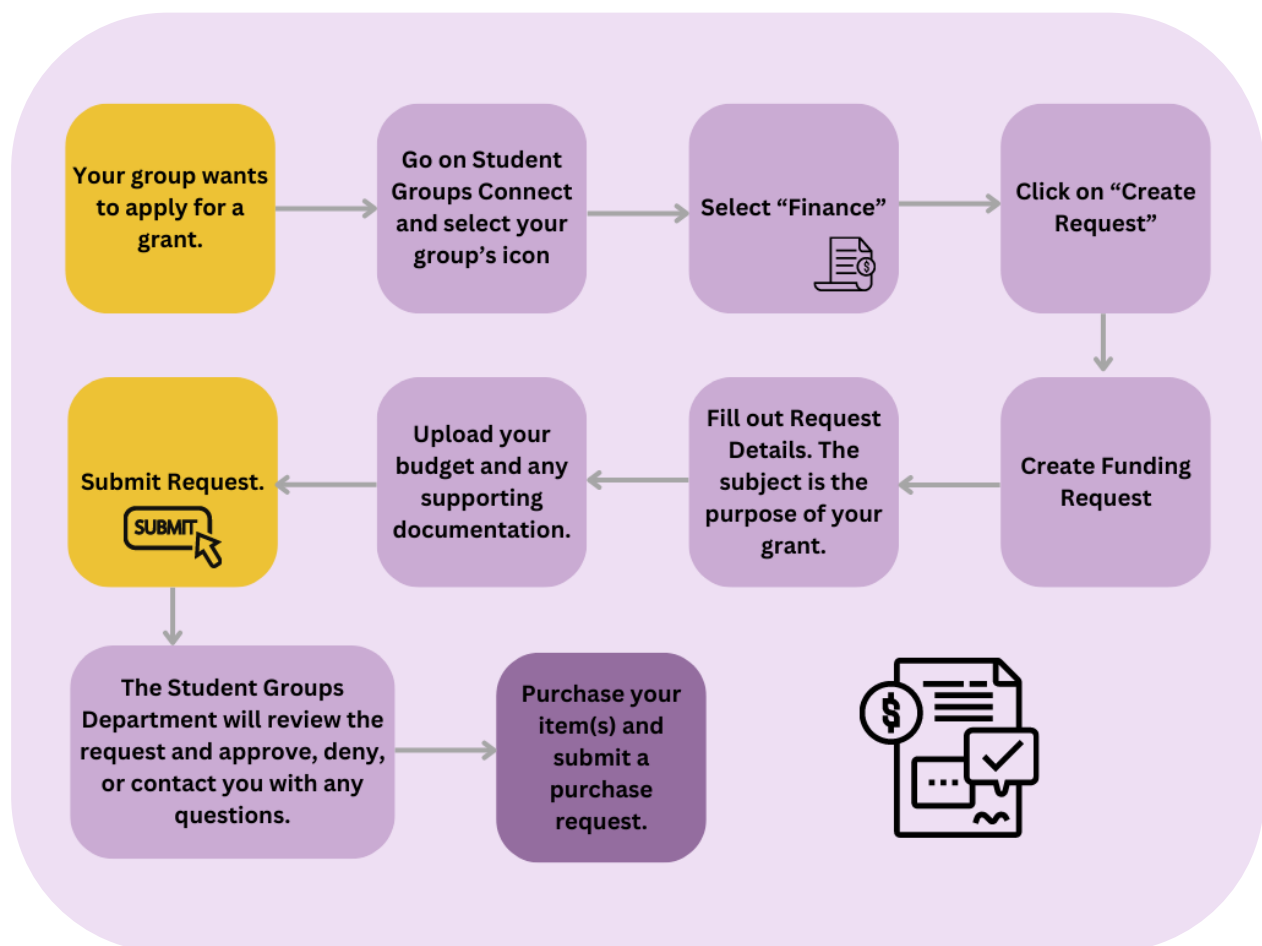 Your group wants
to apply for a
grant.
Go on Student
Groups Connect
and select your
group’s icon
Select “Finance”
Click on “Create
Request”
Create Funding
Request
Fill out Request
Details. The
subject is the
purpose of your
grant.
Upload your
budget and any
supporting
documentation.
Submit Request.
SUBMIT
The Student Groups
Department will review the
request and approve, deny,
or contact you with any
questions.
Purchase your
item(s) and
submit a
purchase
request.